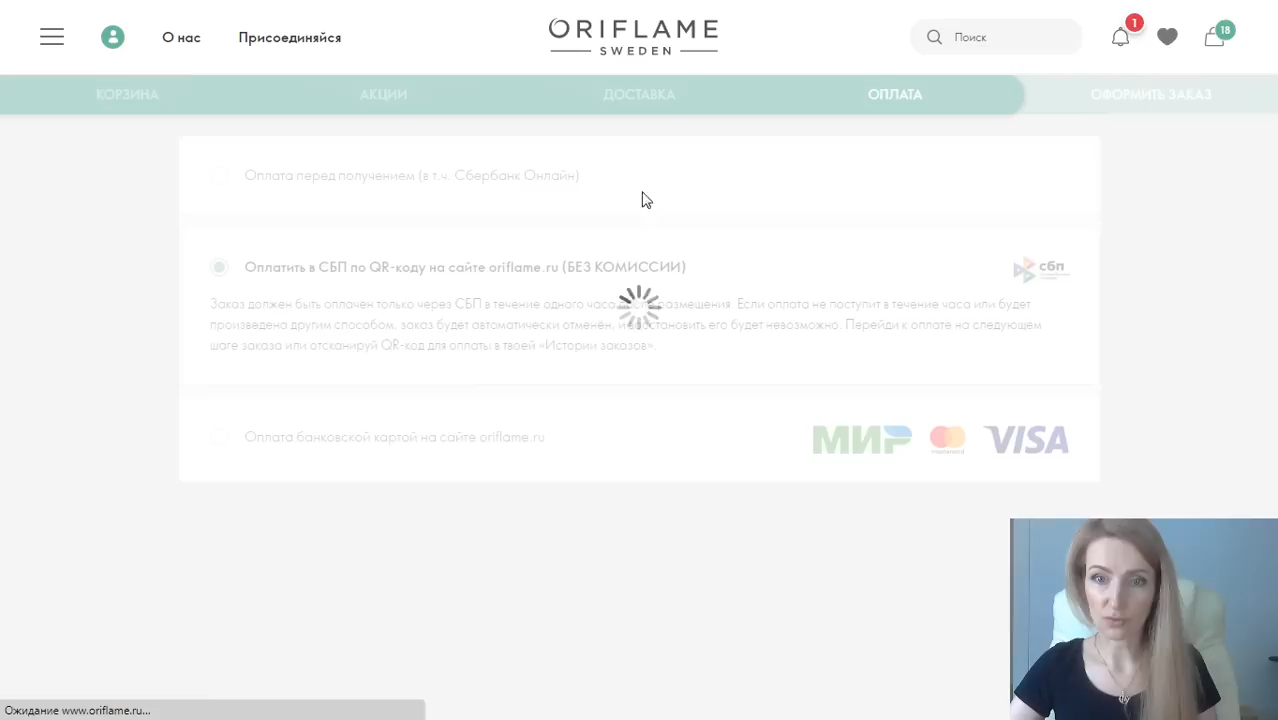 О нас
Присоединяйся
ORIFLAME
SWEDEN
Поиск
1
18
КОРЗИНА
АКЦИИ
ДОСТАВКА
ОПЛАТА
ОФОРМИТЬ ЗАКАЗ
Оплата перед получением (в т.ч. Сбербанк Онлайн)
Оплатить в СБП по QR-коду на сайте oriflame.ru (БЕЗ КОМИССИИ)
сбп
Заказ должен быть оплачен только через СБП в течение одного часа размещения. Если оплата не поступит в течение часа или будет
произведена другим способом, заказ будет автоматически отменён, и восстановить его будет невозможно. Перейди к оплате на следующем
шаге заказа или отсканируй QR-код для оплаты в твоей «Истории заказов».
Оплата банковской картой на сайте oriflame.ru
МИР
mastercard
VISA
Ожидание www.oriflame.ru...